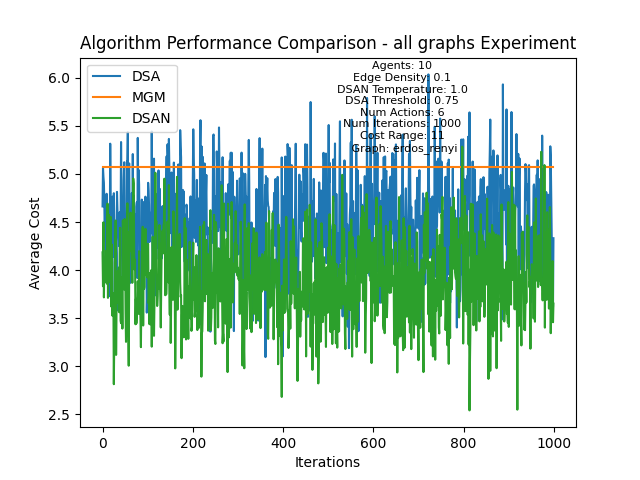 Algorithm Performance Comparison - all graphs Experiment
DSA
MGM
DSAN
Agents: 10
Edge Density: 0.1
DSAN Temperature: 1.0
DSA Threshold: 0.75
Num Actions: 6
Num Iterations: 1000
Cost Range: 11
Graph: erdos_renyi
Average Cost
6.0
5.5
5.0
4.5
4.0
3.5
3.0
2.5
0 200 400 600 800 1000
Iterations